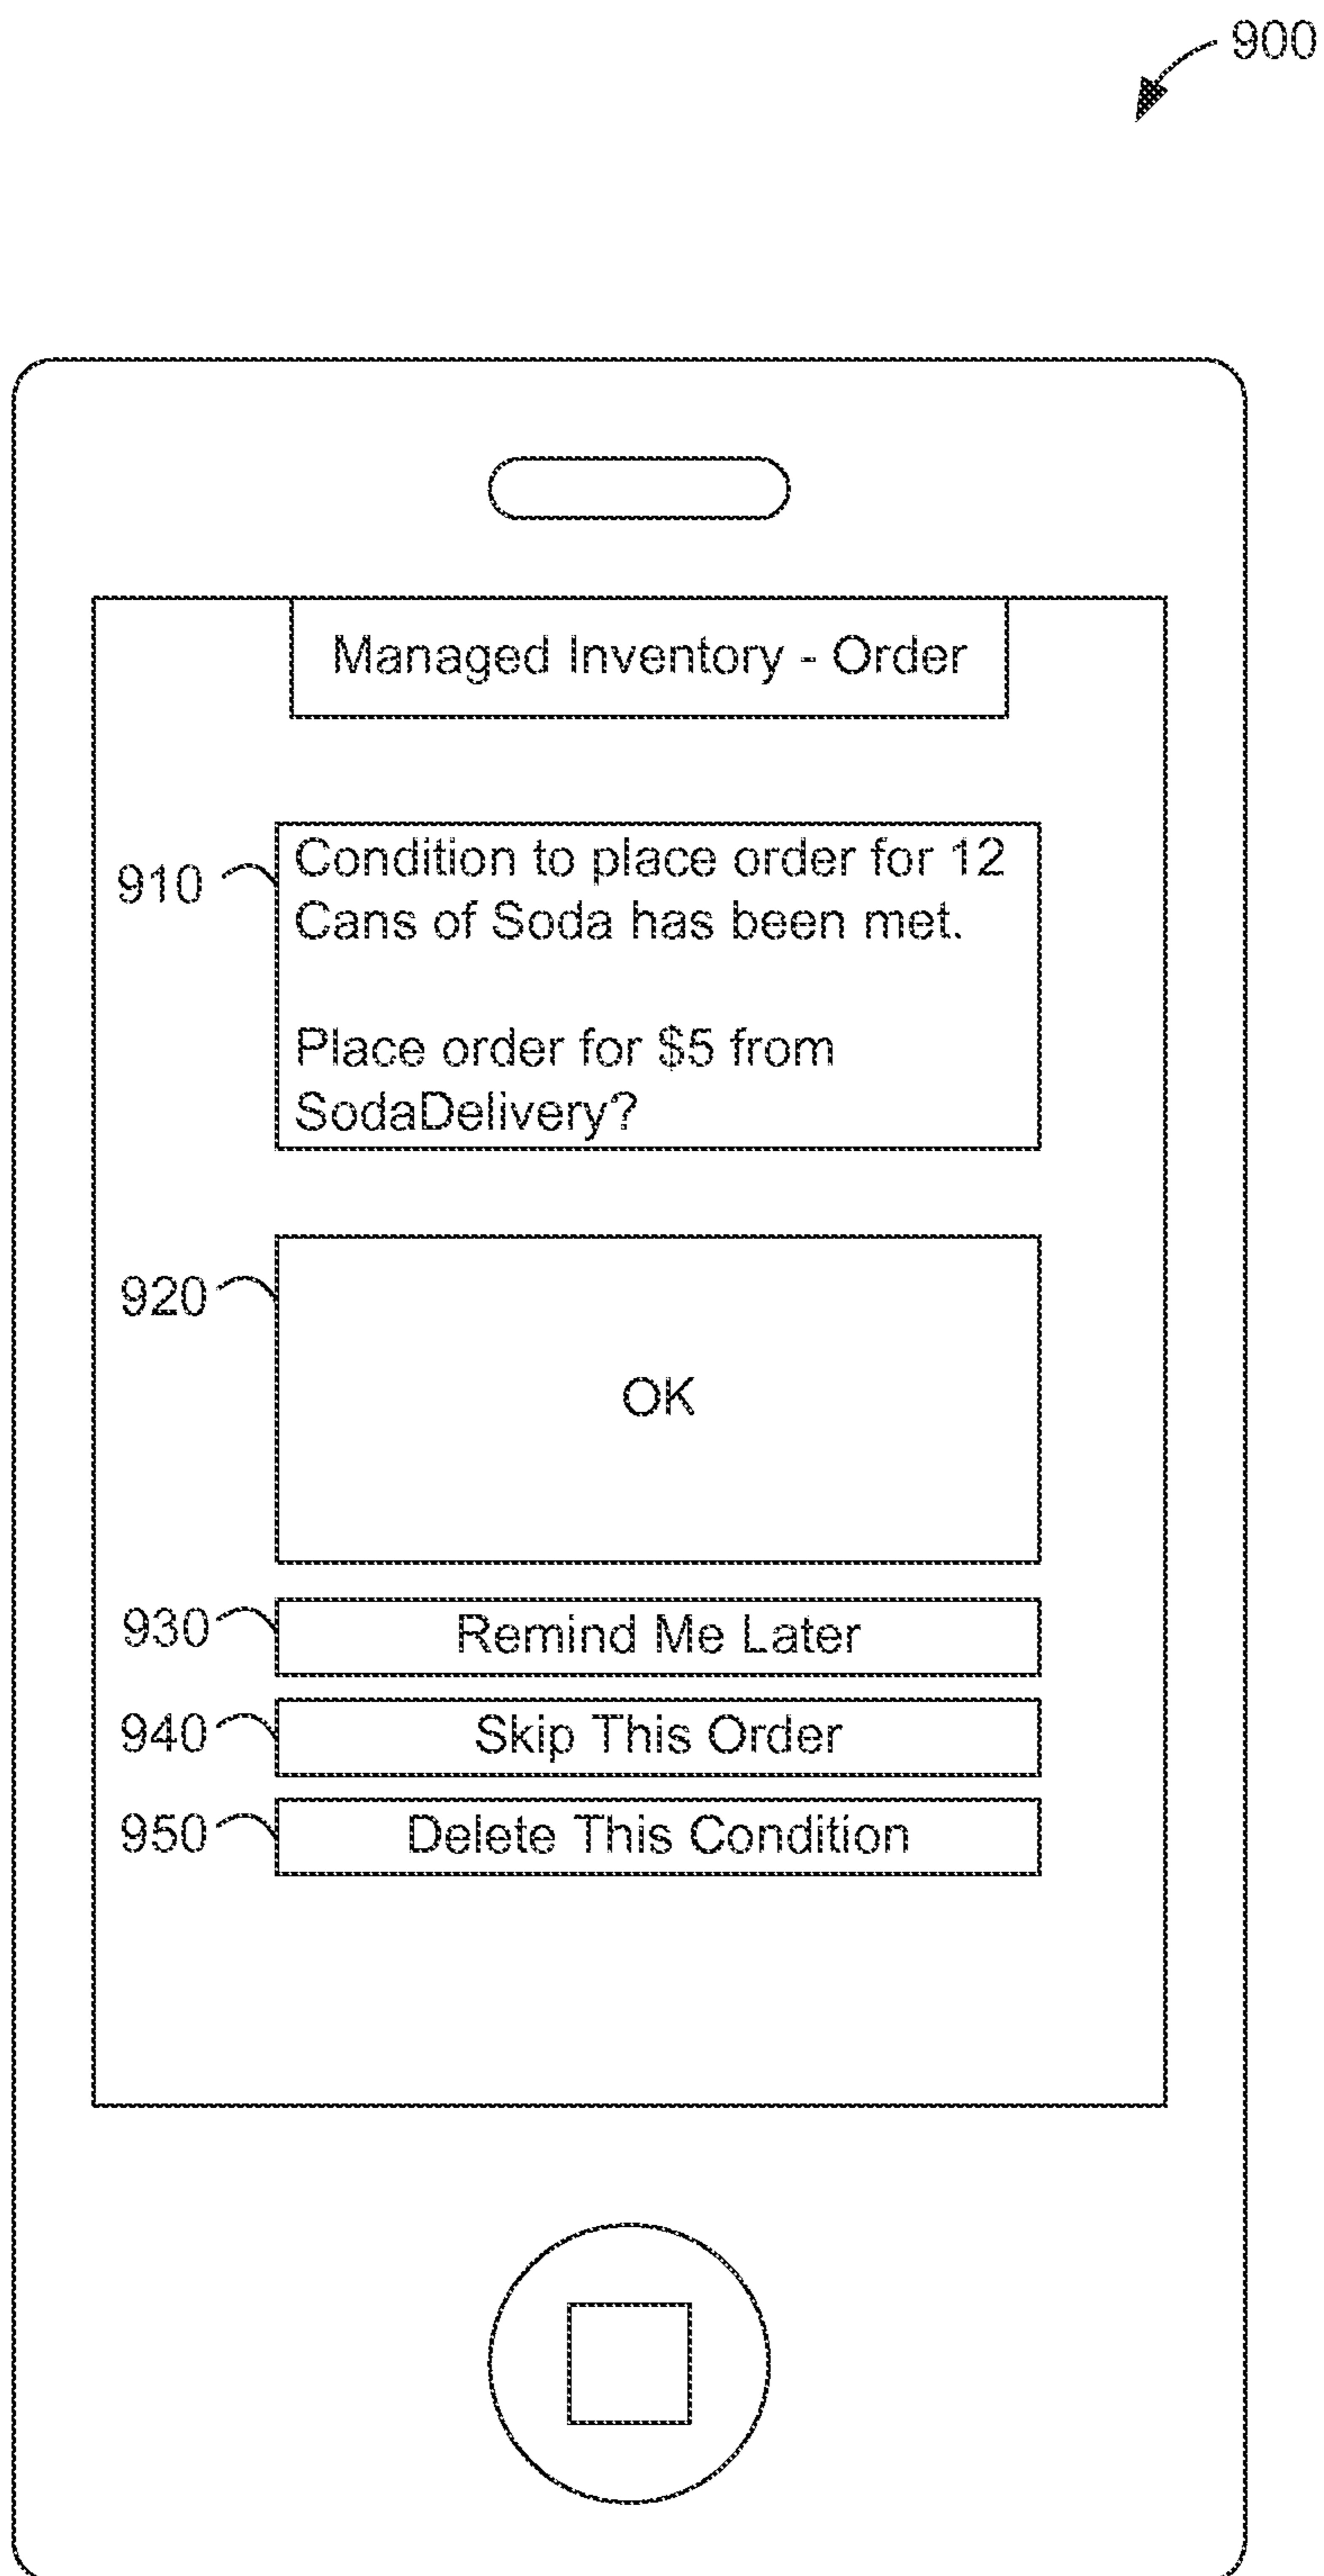 900
Managed Inventory - Order
910
Condition to place order for 12
Cans of Soda has been met.
Place order for $5 from
SodaDelivery?
920
OK
930
Remind Me Later
940
Skip This Order
950
Delete This Condition